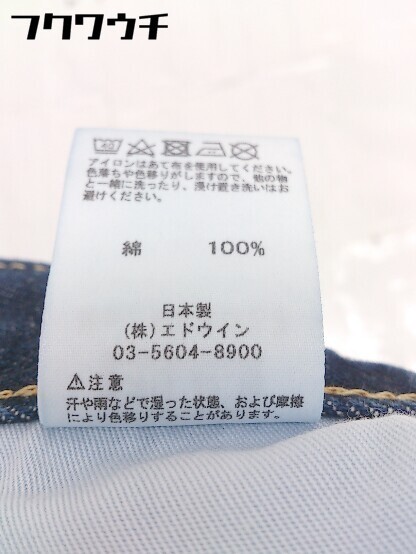 フクワウチ
40
アイロンはあて布を使用してください。
色落ちや色移りがしますので、他の物
と一緒に洗ったり、浸け置き洗いはお
避けください。
綿 100%
日本製
(株)エドウイン
03-5604-8900
⚠注意
汗や雨などで湿った状態、および摩擦
により色移りすることがあります。